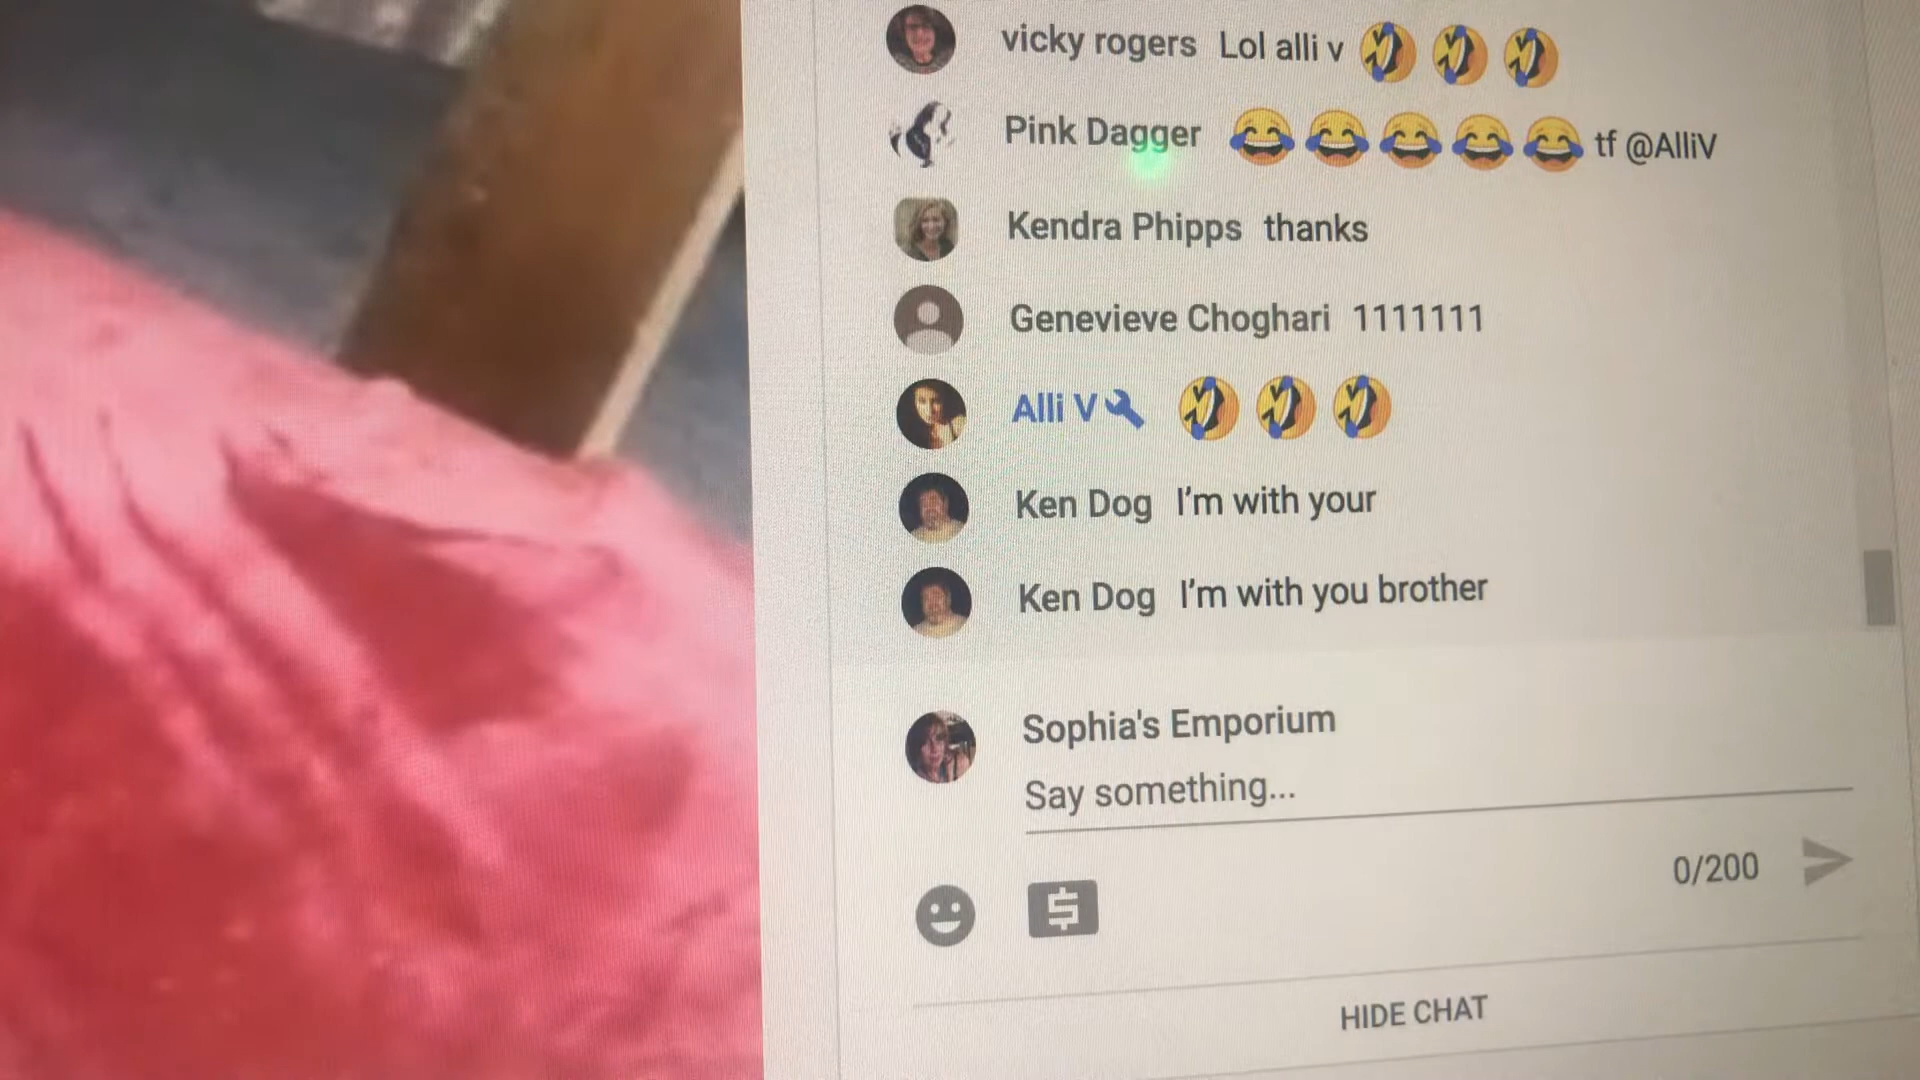 vicky rogers Lol alli v 🤣 🤣 🤣
Pink Dagger 😂 😂 😂 😂 😂 tf @AlliV
Kendra Phipps thanks
Genevieve Choghari 1111111
Alli V 🤣 🤣 🤣
Ken Dog I'm with your
Ken Dog I'm with you brother
Sophia's Emporium
Say something...
0/200
HIDE CHAT